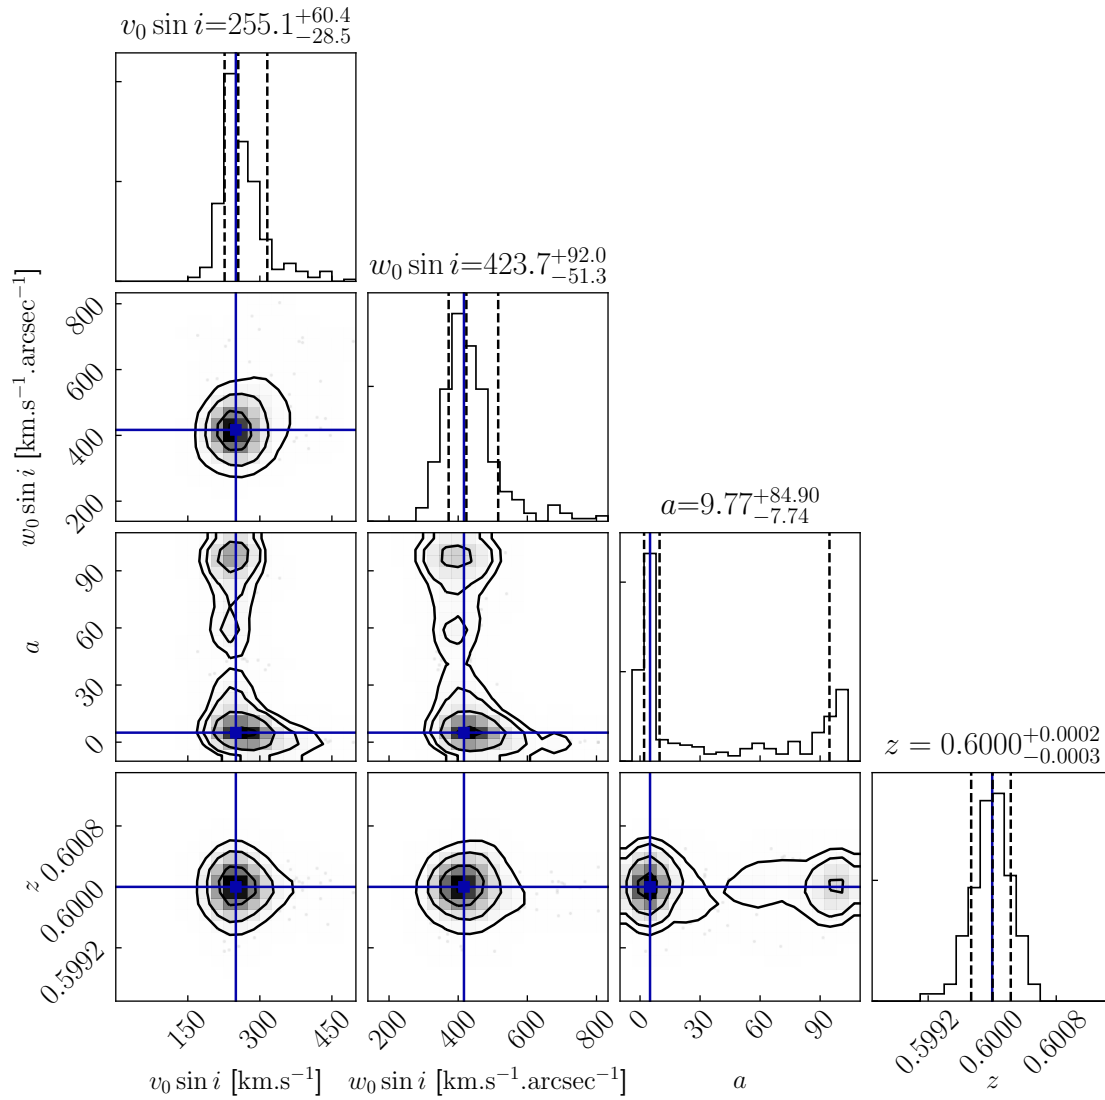 v₀ sin i=255.1⁺⁶⁰·⁴₋₂₈.₅
w₀ sin i=423.7⁺⁹²·⁰₋₅₁.₃
a=9.77⁺⁸⁴·⁹⁰₋₇.₇₄
z = 0.6000⁺⁰·⁰⁰⁰²₋₀.₀₀₀₃
w₀ sin i [km.s⁻¹.arcsec⁻¹]
800
600
400
200
a
90
60
30
0
z
0.6008
0.6000
0.5992
150 300 450
200 400 600 800
0 30 60 90
0.5992 0.6000 0.6008
v₀ sin i [km.s⁻¹] w₀ sin i [km.s⁻¹.arcsec⁻¹] a z